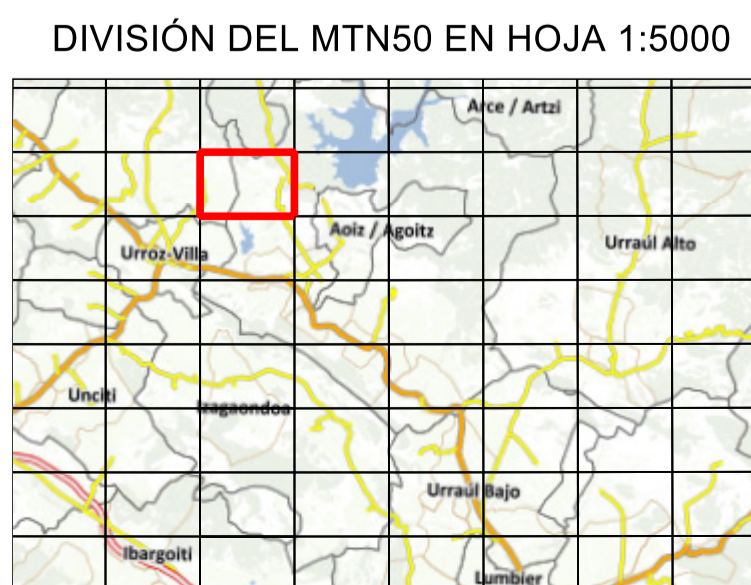 DIVISIÓN DEL MTN50 EN HOJA 1:5000
Arce / Artzi
Aoiz / Agoitz
Urraúl Alto
Urroz-Villa
Unciti
Izagaondoa
Urraúl Bajo
Ibargoiti
Lumbier